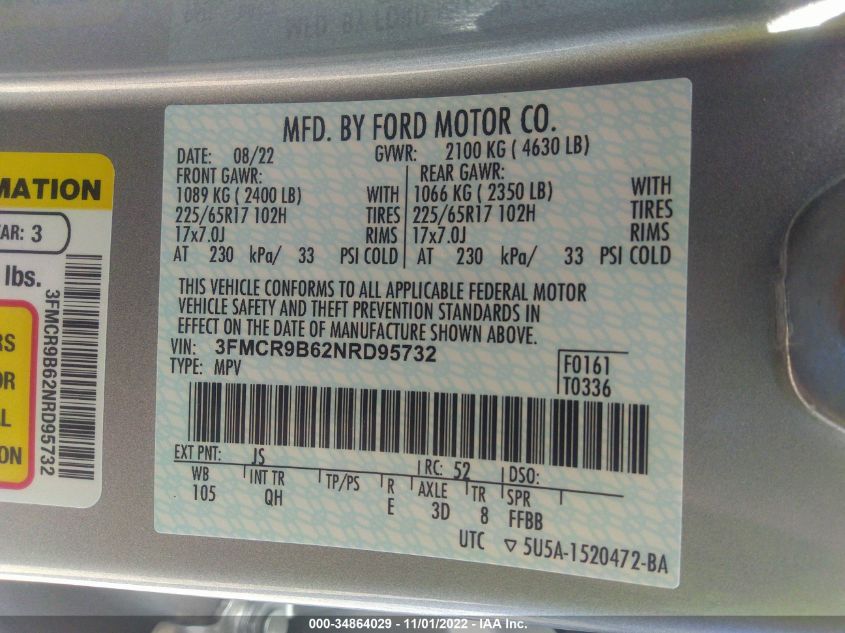 MFD. BY FORD MOTOR CO.
DATE: 08/22 GVWR: 2100 KG ( 4630 LB)
FRONT GAWR: REAR GAWR:
1089 KG ( 2400 LB) WITH 1066 KG ( 2350 LB) WITH
225/65R17 102H TIRES 225/65R17 102H TIRES
17x7.0J RIMS 17x7.0J RIMS
AT 230 kPa/ 33 PSI COLD AT 230 kPa/ 33 PSI COLD
THIS VEHICLE CONFORMS TO ALL APPLICABLE FEDERAL MOTOR
VEHICLE SAFETY AND THEFT PREVENTION STANDARDS IN
EFFECT ON THE DATE OF MANUFACTURE SHOWN ABOVE.
VIN: 3FMCR9B62NRD95732
TYPE: MPV
F0161
T0336
EXT PNT: JS RC: 52 DSO:
WB INT TR TP/PS R AXLE TR SPR
105 QH E 3D 8 FFBB
UTC ▽ 5U5A-1520472-BA
MATION
AR: 3
lbs.
3FMCR9B62NRD95732
RS
OR
AL
ON
000-34864029 - 11/01/2022 - IAA Inc.